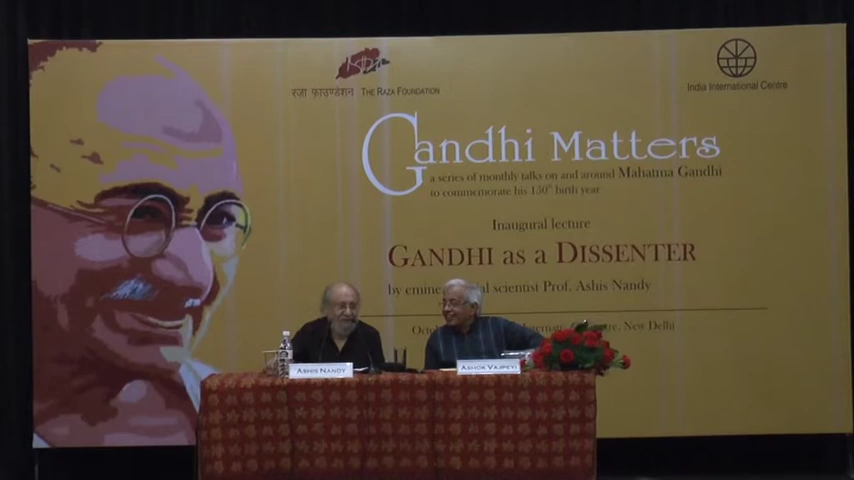 रज़ा फ़ाउण्डेशन THE RAZA FOUNDATION
India International Centre
Gandhi Matters
a series of monthly talks on and around Mahatma Gandhi
to commemorate his 150th birth year
Inaugural lecture
GANDHI AS A DISSENTER
by scientist Prof. Ashis Nandy
New Delhi
ASHIS NANDY
ASHOK VAJPEYI